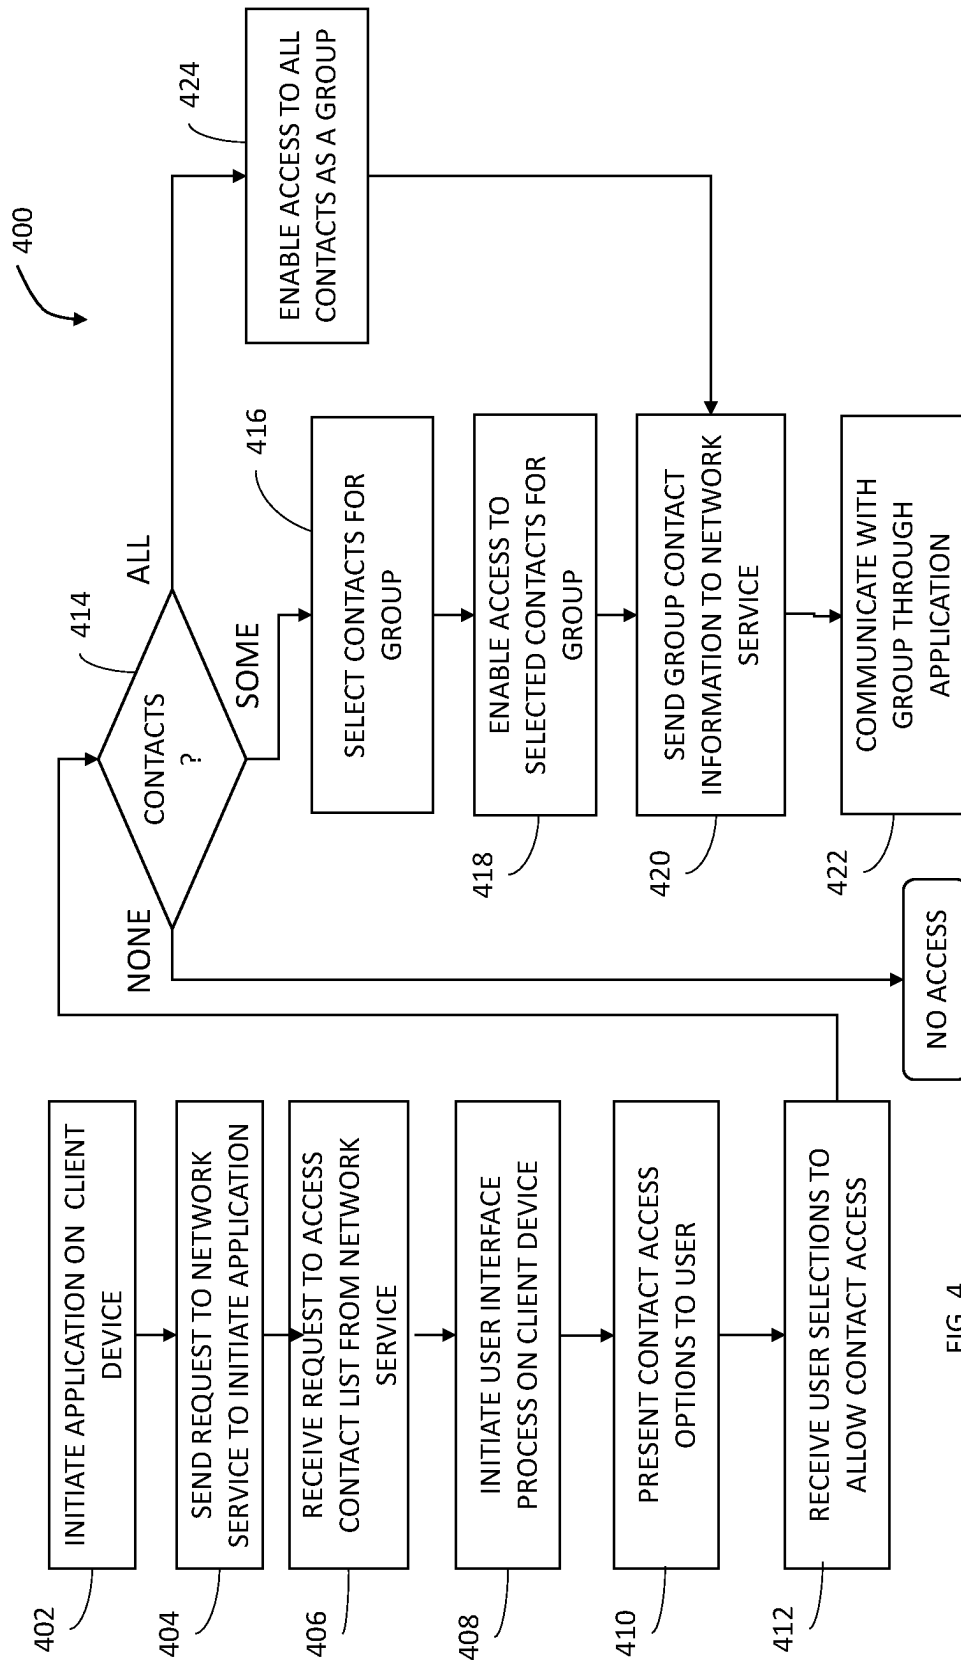 400
402
INITIATE APPLICATION ON CLIENT
DEVICE
404
SEND REQUEST TO NETWORK
SERVICE TO INITIATE APPLICATION
406
RECEIVE REQUEST TO ACCESS
CONTACT LIST FROM NETWORK
SERVICE
408
INITIATE USER INTERFACE
PROCESS ON CLIENT DEVICE
410
PRESENT CONTACT ACCESS
OPTIONS TO USER
412
RECEIVE USER SELECTIONS TO
ALLOW CONTACT ACCESS
414
CONTACTS
?
NONE
SOME
ALL
NO ACCESS
416
SELECT CONTACTS FOR
GROUP
418
ENABLE ACCESS TO
SELECTED CONTACTS FOR
GROUP
420
SEND GROUP CONTACT
INFORMATION TO NETWORK
SERVICE
422
COMMUNICATE WITH
GROUP THROUGH
APPLICATION
424
ENABLE ACCESS TO ALL
CONTACTS AS A GROUP
FIG. 4